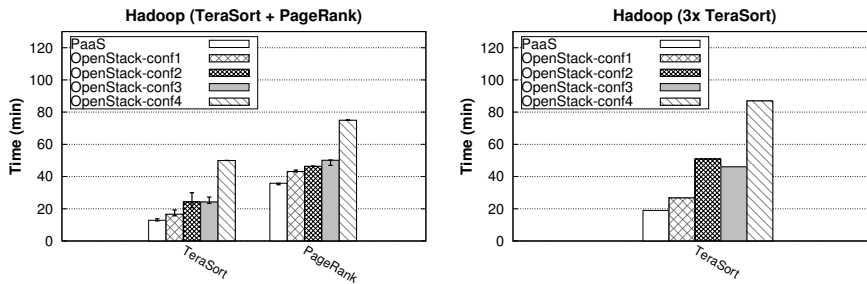 Hadoop (TeraSort + PageRank)
Time (min)
120
100
80
60
40
20
0
PaaS
OpenStack-conf1
OpenStack-conf2
OpenStack-conf3
OpenStack-conf4
TeraSort
PageRank
Hadoop (3x TeraSort)
Time (min)
120
100
80
60
40
20
0
PaaS
OpenStack-conf1
OpenStack-conf2
OpenStack-conf3
OpenStack-conf4
TeraSort